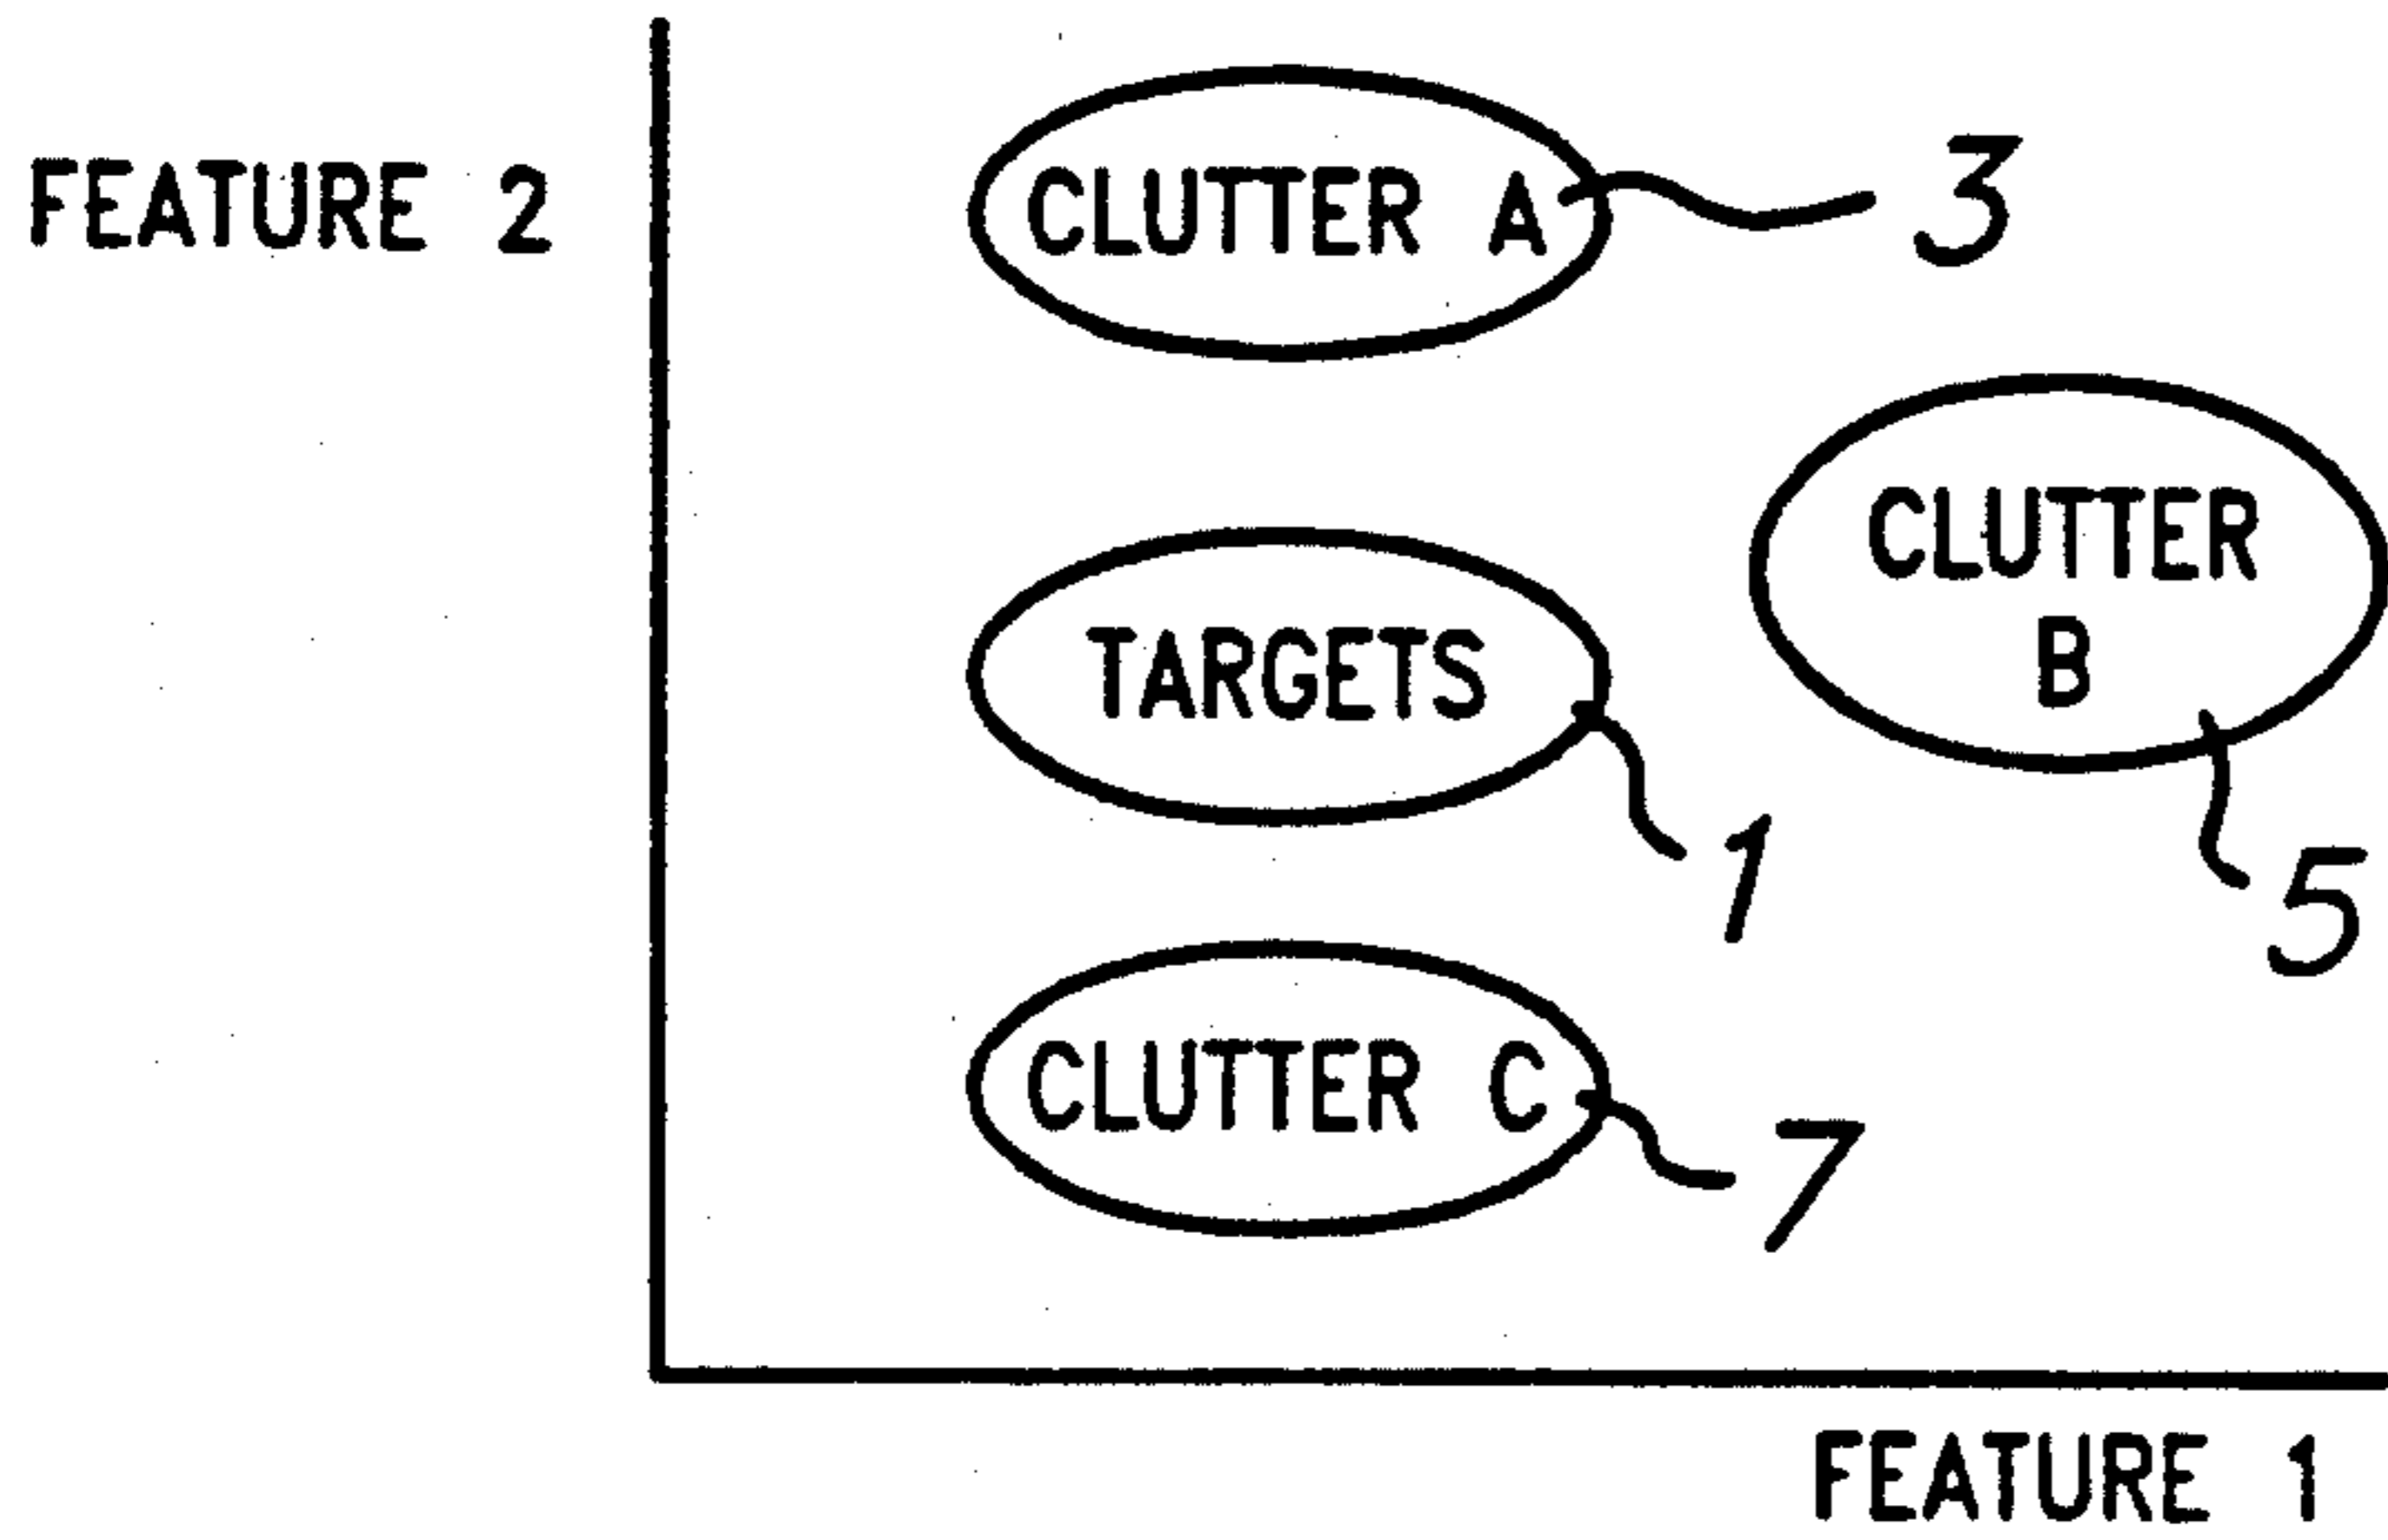 FEATURE 2
CLUTTER A
3
CLUTTER
B
TARGETS
1
5
CLUTTER C
7
FEATURE 1